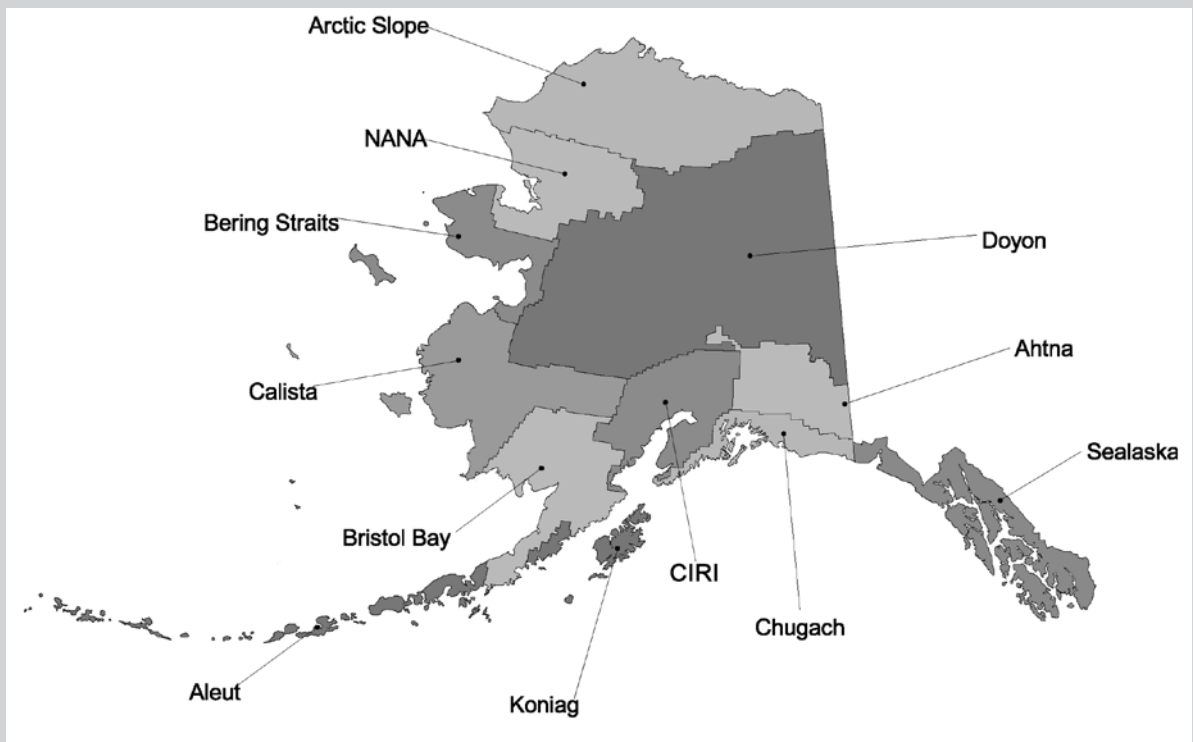 Arctic Slope
NANA
Bering Straits
Doyon
Ahtna
Calista
Sealaska
Bristol Bay
CIRI
Chugach
Aleut
Koniag